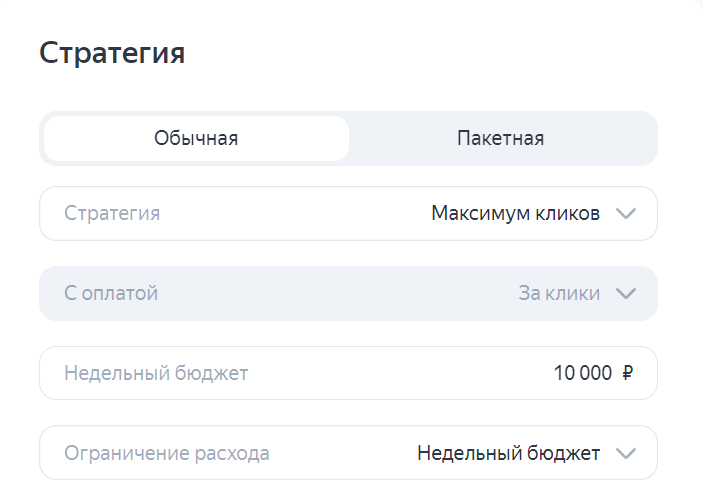 Стратегия
Обычная Пакетная
Стратегия Максимум кликов
С оплатой За клики
Недельный бюджет 10 000 ₽
Ограничение расхода Недельный бюджет